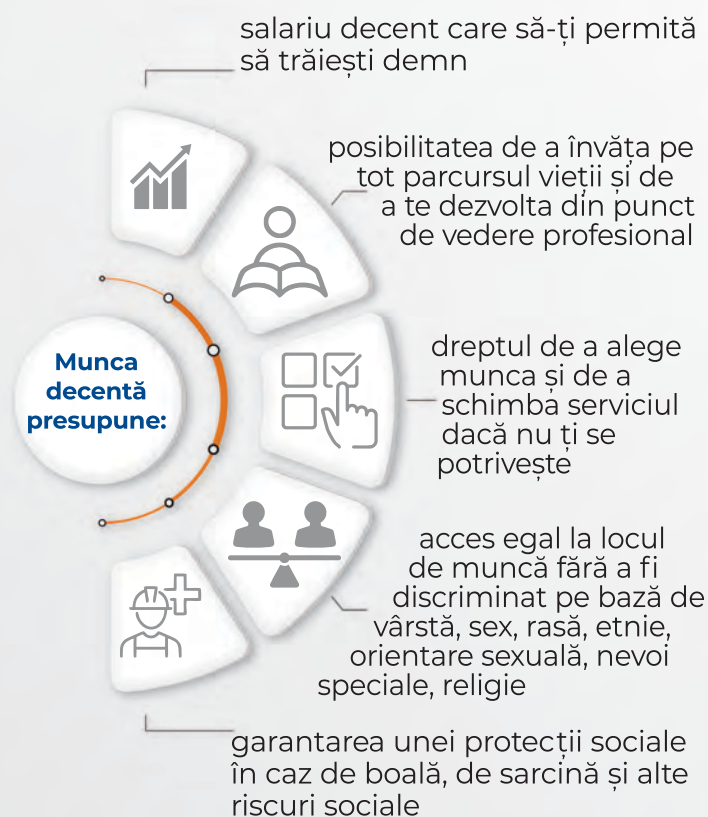 salariu decent care să-ți permită
să trăiești demn
posibilitatea de a învăța pe
tot parcursul vieții și de
a te dezvolta din punct
de vedere profesional
Munca
decentă
presupune:
dreptul de a alege
munca și de a
schimba serviciul
dacă nu ți se
potrivește
acces egal la locul
de muncă fără a fi
discriminat pe bază de
vârstă, sex, rasă, etnie,
orientare sexuală, nevoi
speciale, religie
garantarea unei protecții sociale
în caz de boală, de sarcină și alte
riscuri sociale